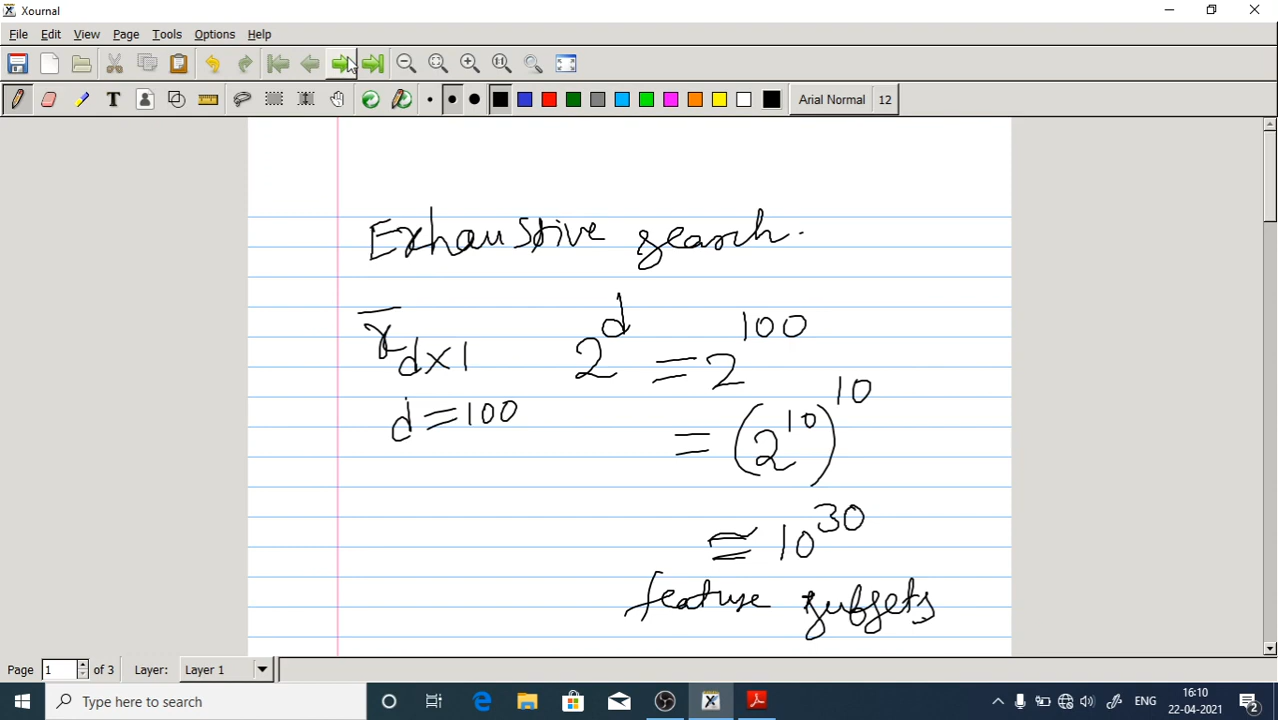 Xournal
File Edit View Page Tools Options Help
T Arial Normal 12
Exhaustive search.
x̅ d×1 2^d = 2^100
d = 100 = (2^10)^10
≅ 10^30
feature subsets
Page 1 of 3 Layer: Layer 1
Type here to search ENG 16:10
22-04-2021 2